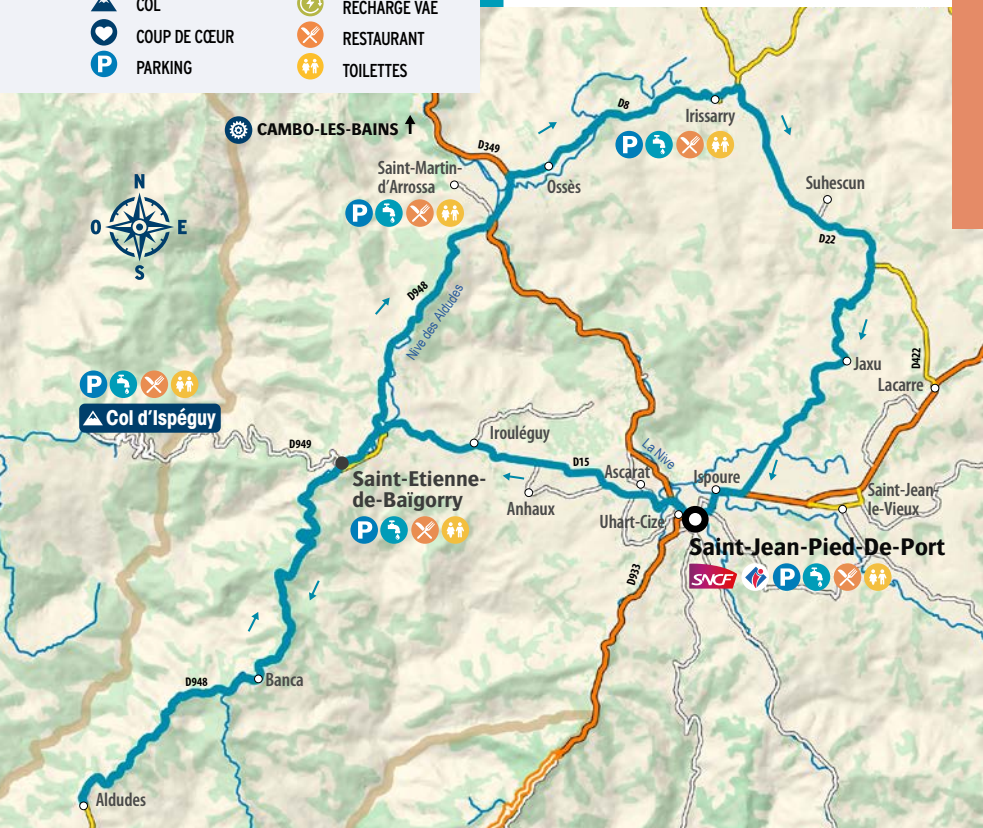 COL
RECHARGE VAE
COUP DE CŒUR
RESTAURANT
P
PARKING
TOILETTES
CAMBO-LES-BAINS
D8
Irissarry
P
D349
Saint-Martin-
d'Arrossa
Ossès
P
Suhescun
N
O
E
S
D22
D948
Nive des Aldudes
D422
Jaxu
Lacarre
P
Col d'Ispéguy
Irouléguy
D949
La Nive
D15
Ascarat
Ispoure
Saint-Etienne-
de-Baïgorry
Anhaux
Saint-Jean-
le-Vieux
Uhart-Cize
P
Saint-Jean-Pied-De-Port
D933
SNCF
P
Banca
D948
Aldudes